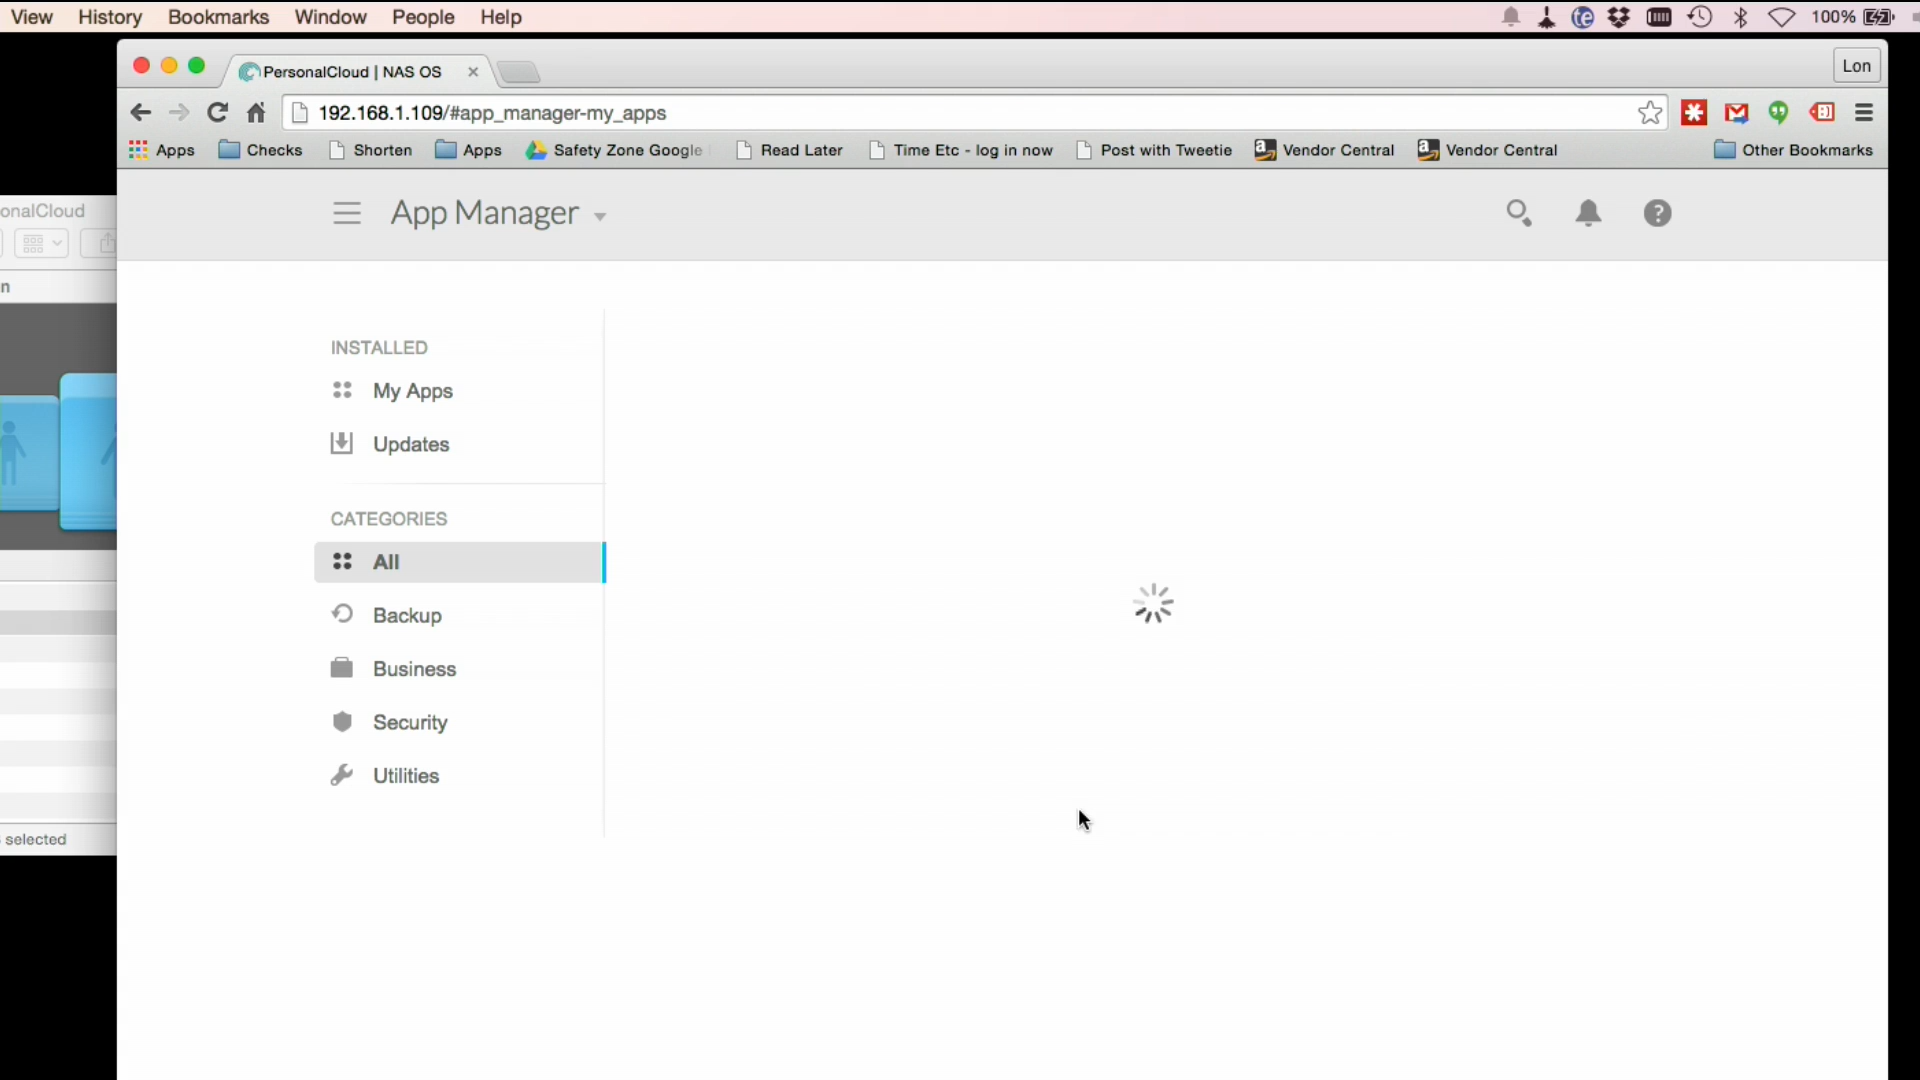 View History Bookmarks Window People Help 100%
PersonalCloud | NAS OS Lon
192.168.1.109/#app_manager-my_apps
Apps Checks Shorten Apps Safety Zone Google Read Later Time Etc - log in now Post with Tweetie Vendor Central Vendor Central Other Bookmarks
App Manager
onalCloud
n
INSTALLED
My Apps
Updates
CATEGORIES
All
Backup
Business
Security
Utilities
selected